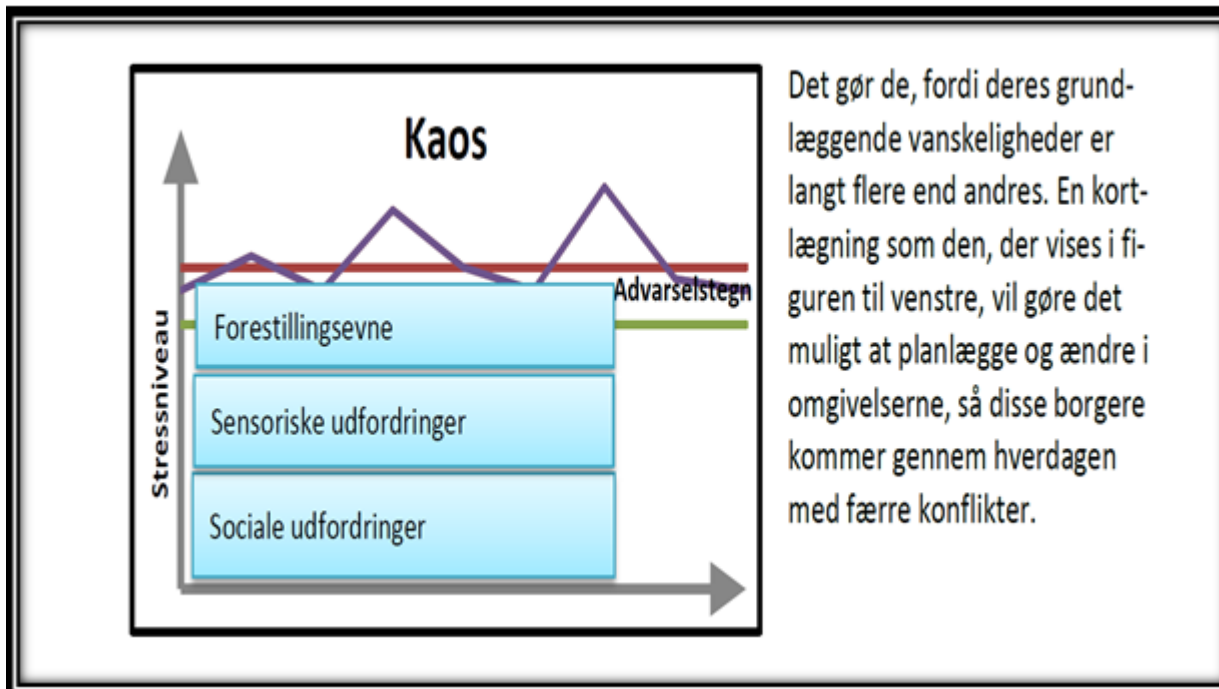 Kaos
Stressniveau
Advarselstegn
Forestillingsevne
Sensoriske udfordringer
Sociale udfordringer
Det gør de, fordi deres grund-
læggende vanskeligheder er
langt flere end andres. En kort-
lægning som den, der vises i fi-
guren til venstre, vil gøre det
muligt at planlægge og ændre i
omgivelserne, så disse borgere
kommer gennem hverdagen
med færre konflikter.